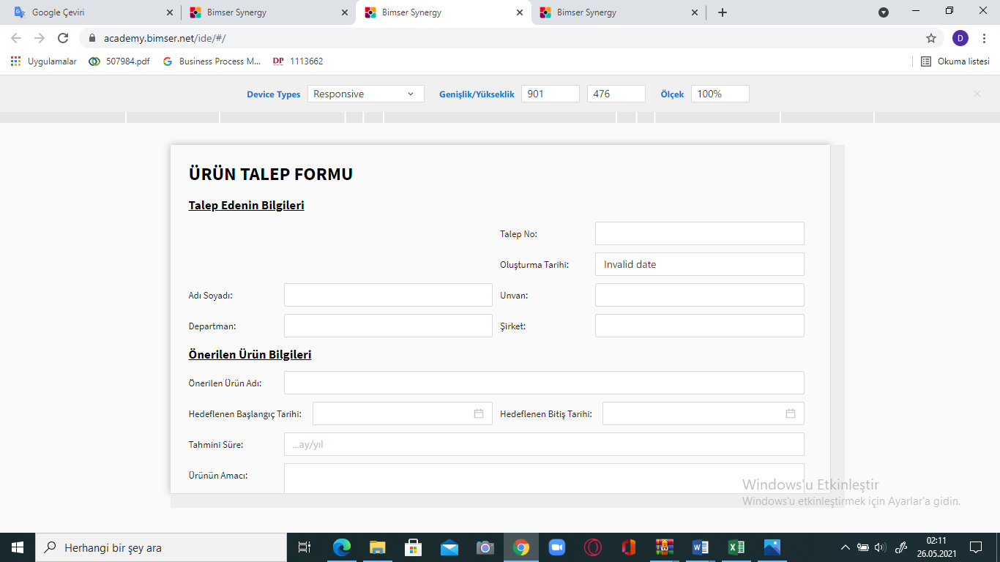 Google Çeviri
Bimser Synergy
Bimser Synergy
Bimser Synergy
academy.bimser.net/ide/#/
D
Uygulamalar
507984.pdf
Business Process M...
DP 1113662
Okuma listesi
Device Types
Responsive
Genişlik/Yükseklik
901
476
Ölçek
100%
ÜRÜN TALEP FORMU
Talep Edenin Bilgileri
Talep No:
Oluşturma Tarihi:
Invalid date
Adı Soyadı:
Unvan:
Departman:
Şirket:
Önerilen Ürün Bilgileri
Önerilen Ürün Adı:
Hedeflenen Başlangıç Tarihi:
Hedeflenen Bitiş Tarihi:
Tahmini Süre:
...ay/yıl
Ürünün Amacı:
Windows'u Etkinleştir
Windows'u etkinleştirmek için Ayarlar'a gidin.
Herhangi bir şey ara
02:11
26.05.2021